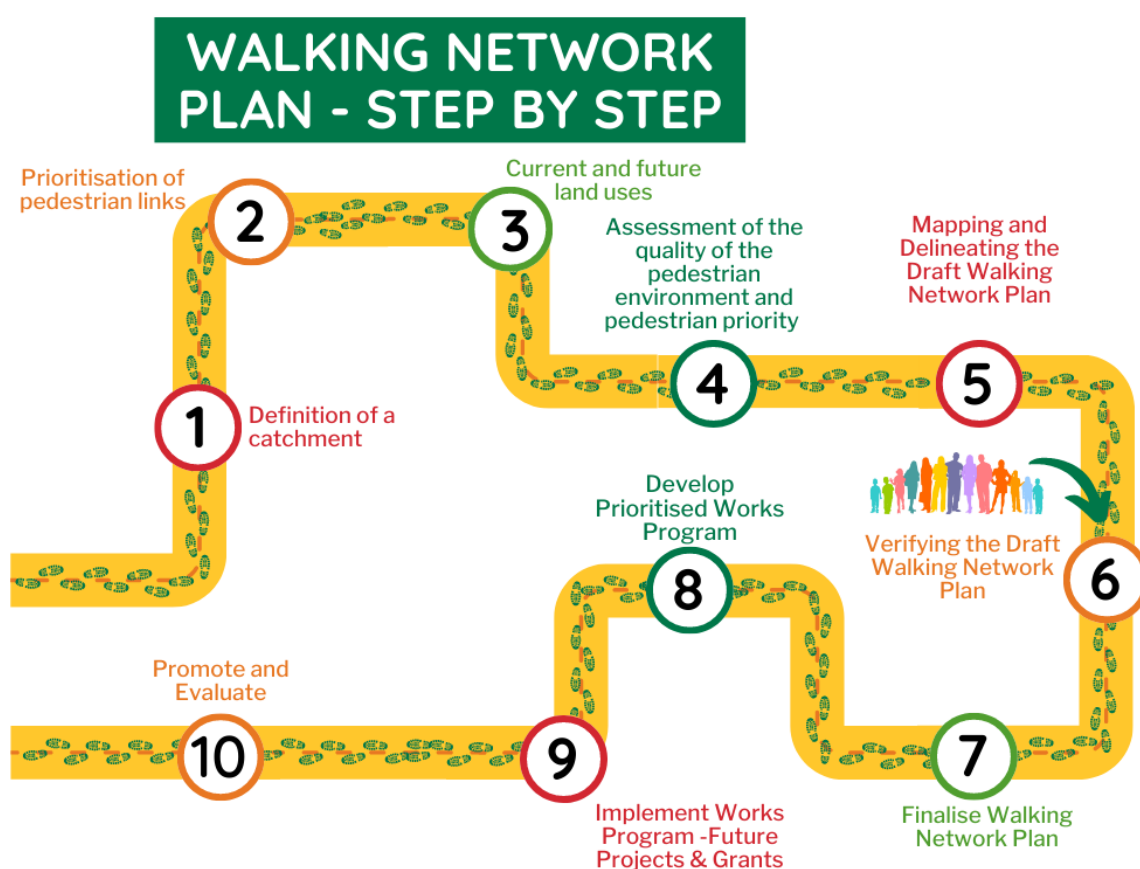 WALKING NETWORK
PLAN - STEP BY STEP
1
Definition of a
catchment
2
Prioritisation of
pedestrian links
3
Current and future
land uses
4
Assessment of the
quality of the
pedestrian
environment and
pedestrian priority
5
Mapping and
Delineating the
Draft Walking
Network Plan
6
Verifying the Draft
Walking Network
Plan
7
Finalise Walking
Network Plan
8
Develop
Prioritised Works
Program
9
Implement Works
Program -Future
Projects & Grants
10
Promote and
Evaluate